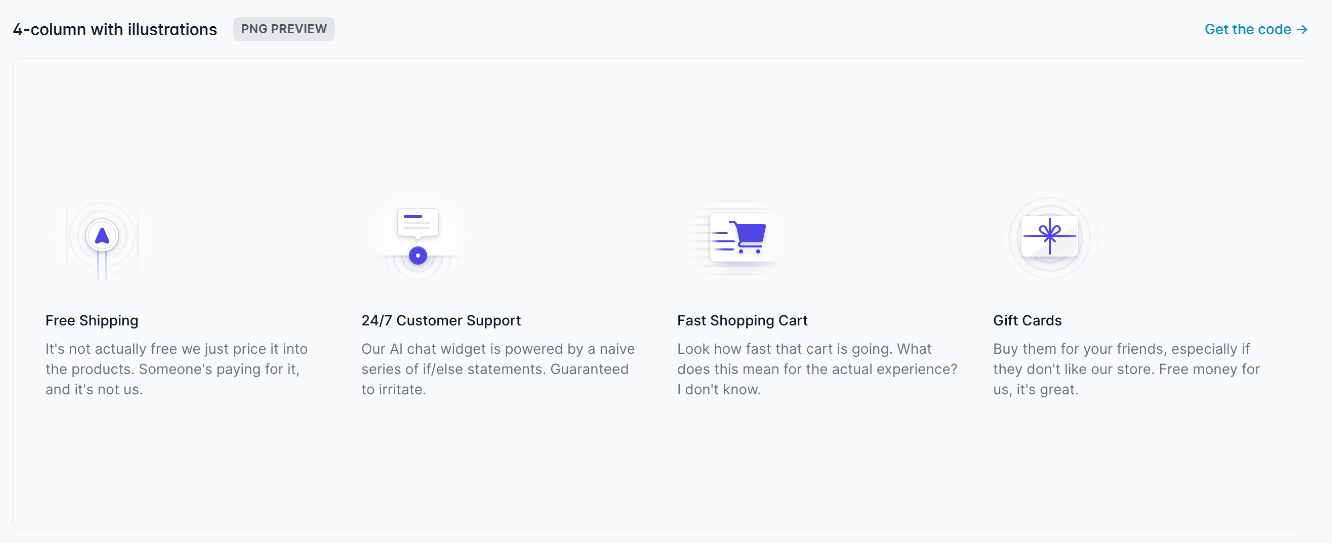 4-column with illustrations
PNG PREVIEW
Get the code →
Free Shipping
It's not actually free we just price it into
the products. Someone's paying for it,
and it's not us.
24/7 Customer Support
Our AI chat widget is powered by a naive
series of if/else statements. Guaranteed
to irritate.
Fast Shopping Cart
Look how fast that cart is going. What
does this mean for the actual experience?
I don't know.
Gift Cards
Buy them for your friends, especially if
they don't like our store. Free money for
us, it's great.